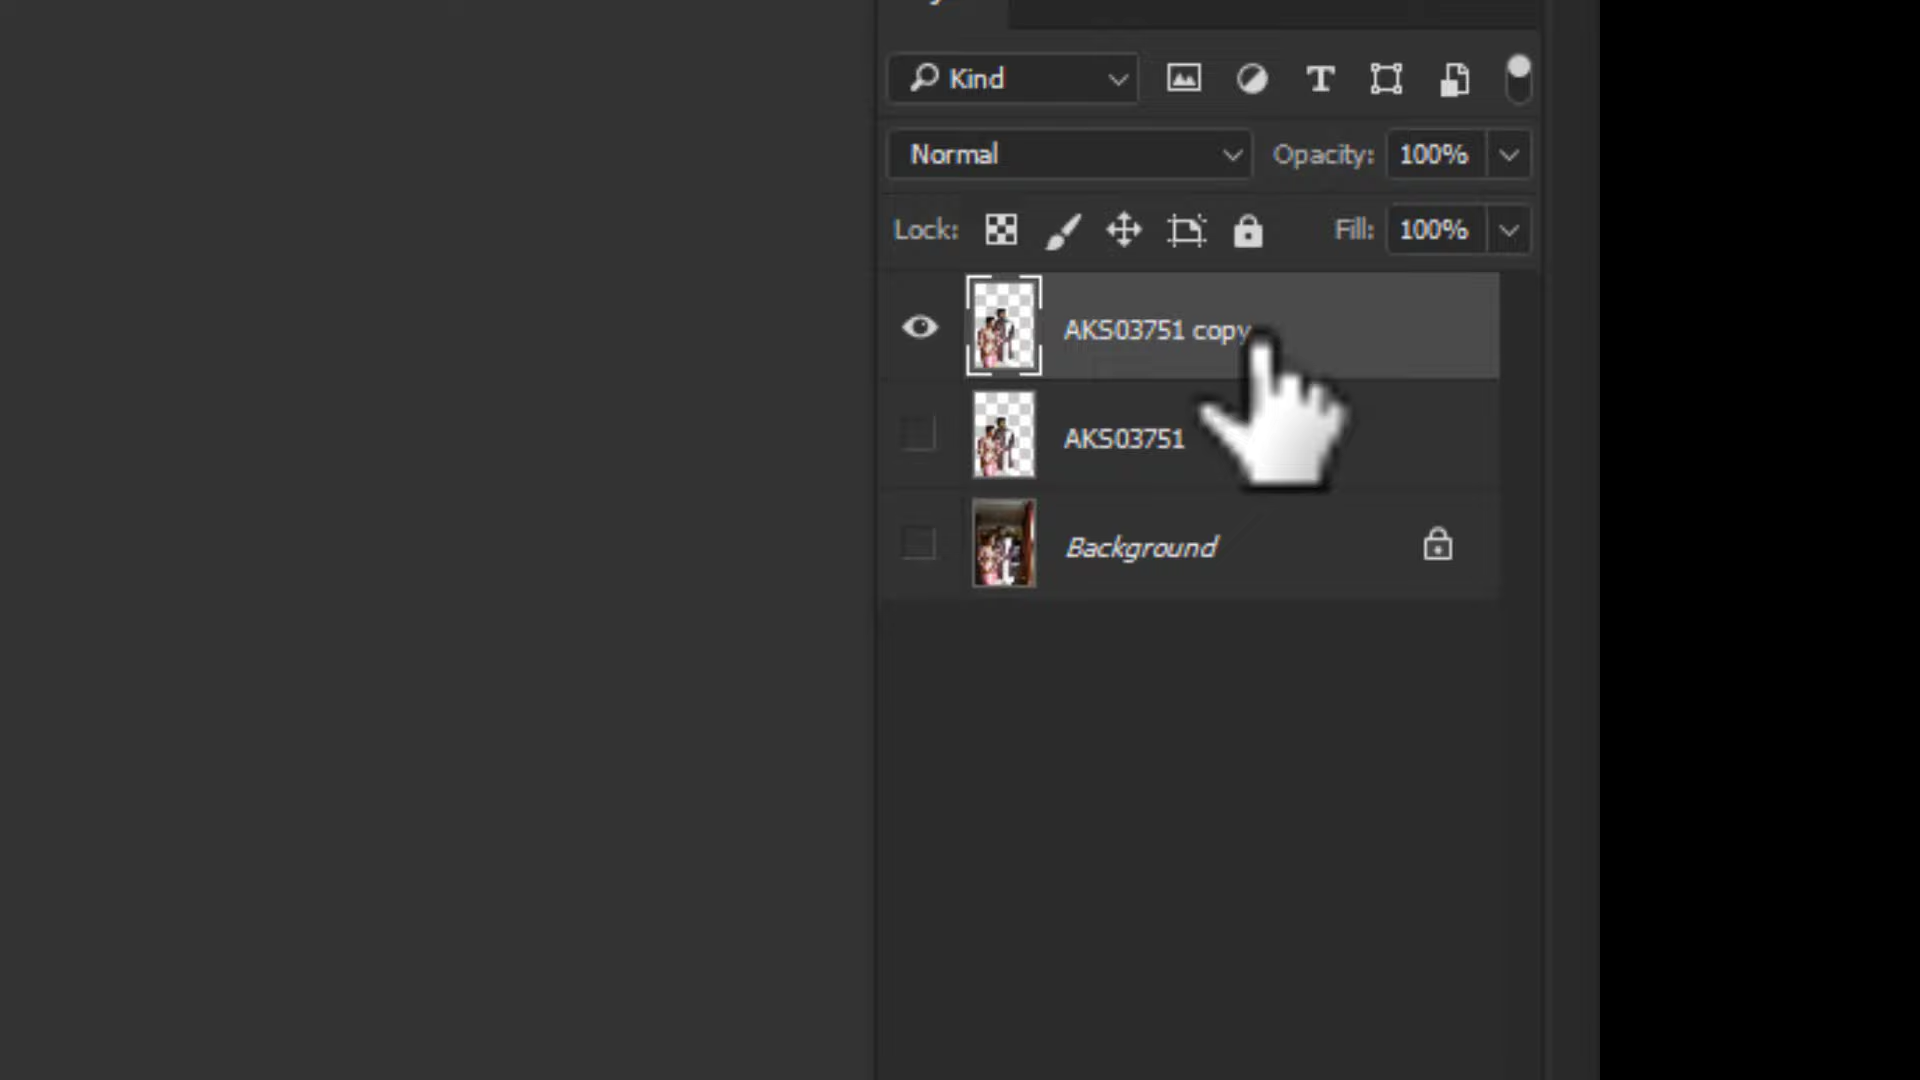 Kind
Normal Opacity: 100%
Lock: Fill: 100%
AKS03751 copy
AKS03751
Background